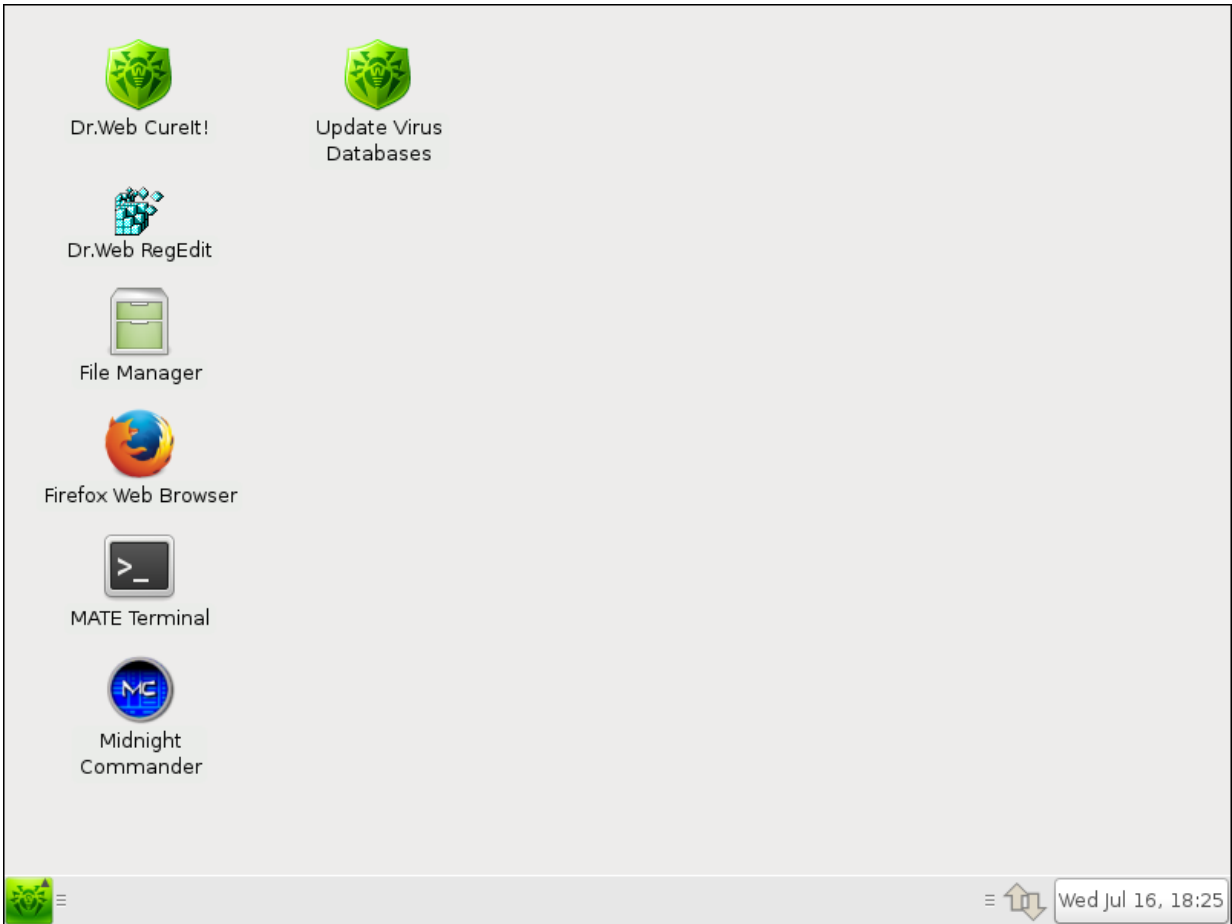 Dr.Web CureIt!
Update Virus
Databases
Dr.Web RegEdit
File Manager
Firefox Web Browser
>_
MATE Terminal
MC
Midnight
Commander
Wed Jul 16, 18:25